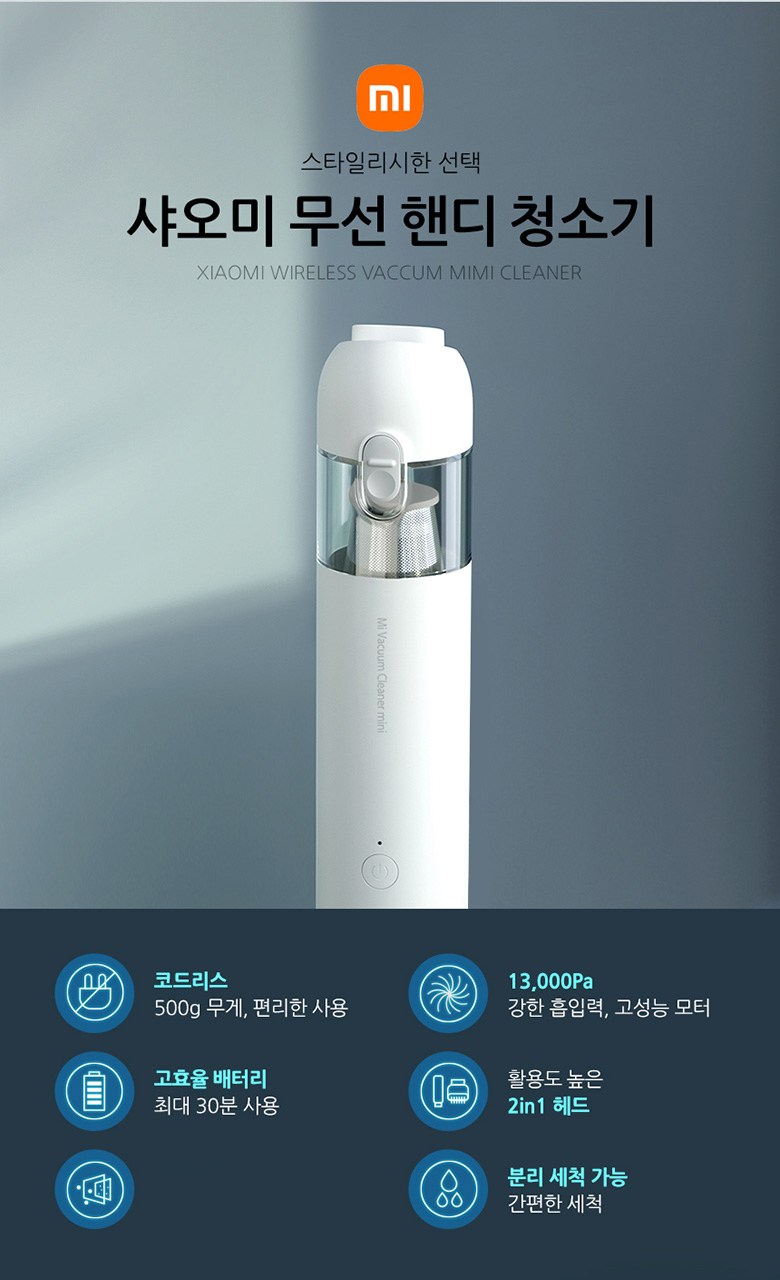 mi
스타일리시한 선택
샤오미 무선 핸디 청소기
XIAOMI WIRELESS VACCUM MIMI CLEANER
Mi Vacuum Cleaner mini
코드리스
500g 무게, 편리한 사용
13,000Pa
강한 흡입력, 고성능 모터
고효율 배터리
최대 30분 사용
활용도 높은
2in1 헤드
분리 세척 가능
간편한 세척